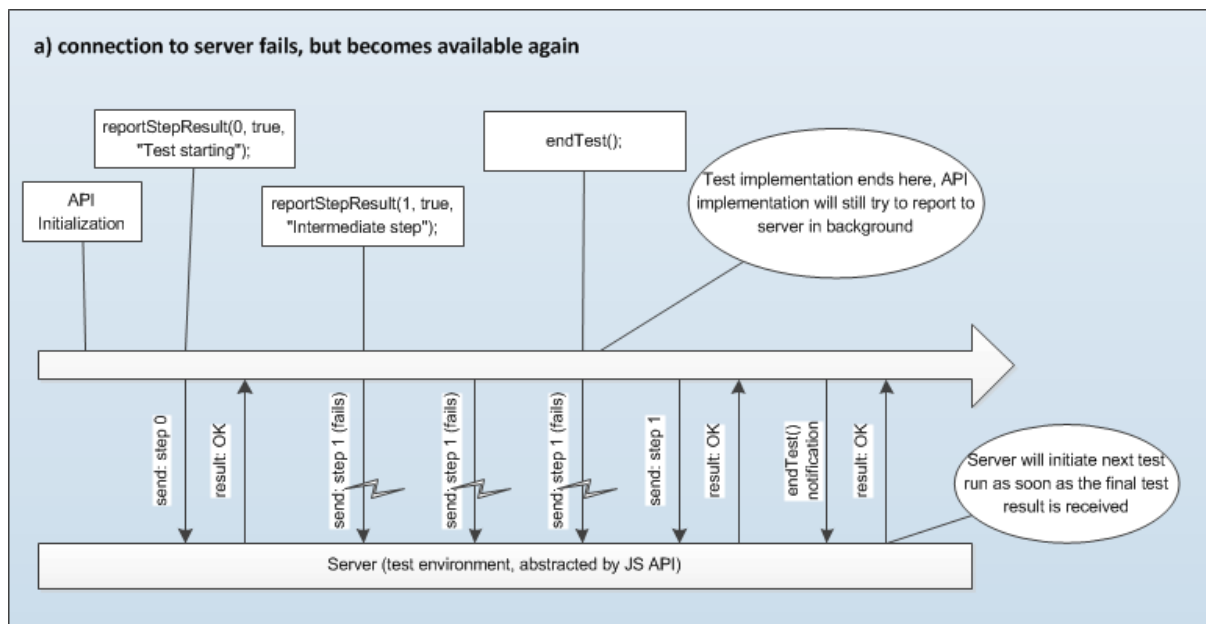 a) connection to server fails, but becomes available again
reportStepResult(0, true,
"Test starting");
endTest();
API
Initialization
reportStepResult(1, true,
"Intermediate step");
Test implementation ends here, API
implementation will still try to report to
server in background
send: step 0
result: OK
send: step 1 (fails)
send: step 1 (fails)
send: step 1 (fails)
send: step 1
result: OK
endTest()
notification
result: OK
Server will initiate next test
run as soon as the final test
result is received
Server (test environment, abstracted by JS API)